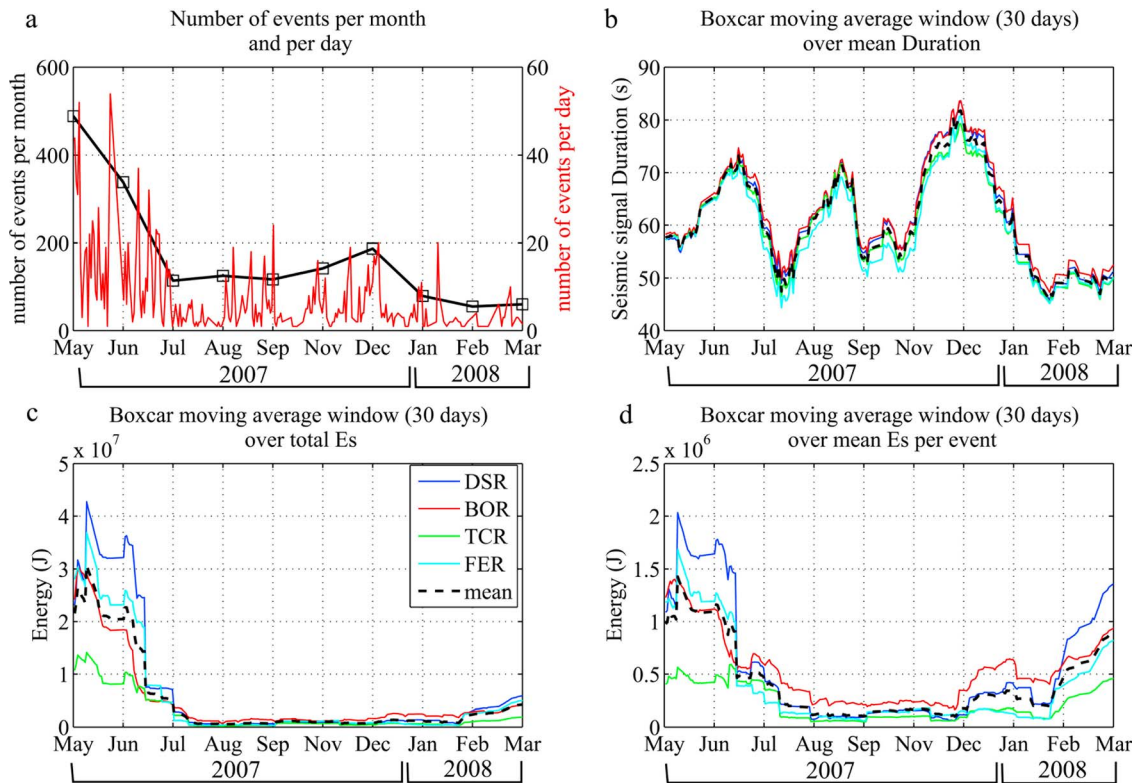 a
Number of events per month
and per day
number of events per month
600
400
200
0
60
40
20
0
number of events per day
May Jun Jul Aug Sep Nov Dec Jan Feb Mar
2007 2008
b
Boxcar moving average window (30 days)
over mean Duration
Seismic signal Duration (s)
90
80
70
60
50
40
May Jun Jul Aug Sep Nov Dec Jan Feb Mar
2007 2008
c
Boxcar moving average window (30 days)
over total Es
x 10⁷
Energy (J)
5
4
3
2
1
0
DSR
BOR
TCR
FER
mean
May Jun Jul Aug Sep Nov Dec Jan Feb Mar
2007 2008
d
Boxcar moving average window (30 days)
over mean Es per event
x 10⁶
Energy (J)
2.5
2
1.5
1
0.5
0
May Jun Jul Aug Sep Nov Dec Jan Feb Mar
2007 2008